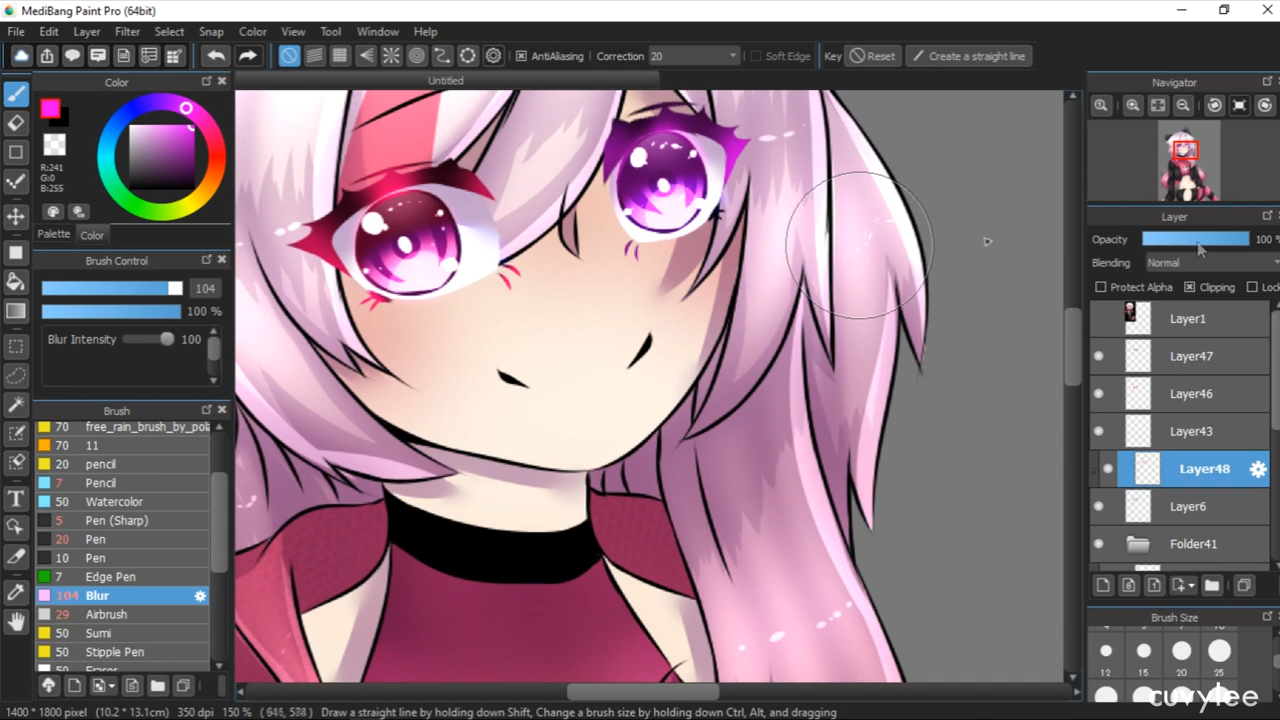 MediBang Paint Pro (64bit)
File Edit Layer Filter Select Snap Color View Tool Window Help
AntiAliasing Correction 20 Soft Edge Key Reset Create a straight line
Untitled
Color
R:241
G:0
B:255
Palette Color
Brush Control
104
100 %
Blur Intensity 100
Brush
70 free_rain_brush_by_pola
70 11
20 pencil
7 Pencil
50 Watercolor
5 Pen (Sharp)
20 Pen
10 Pen
7 Edge Pen
104 Blur
29 Airbrush
50 Sumi
50 Stipple Pen
50 Eraser
Navigator
Layer
Opacity 100 %
Blending Normal
Protect Alpha Clipping Lock
Layer1
Layer47
Layer46
Layer43
Layer48
Layer6
Folder41
Brush Size
12 15 20 25
cuvylee
1400 * 1800 pixel (10.2 * 13.1cm) 350 dpi 150 % Draw a straight line by holding down Shift, Change a brush size by holding down Ctrl, Alt, and dragging